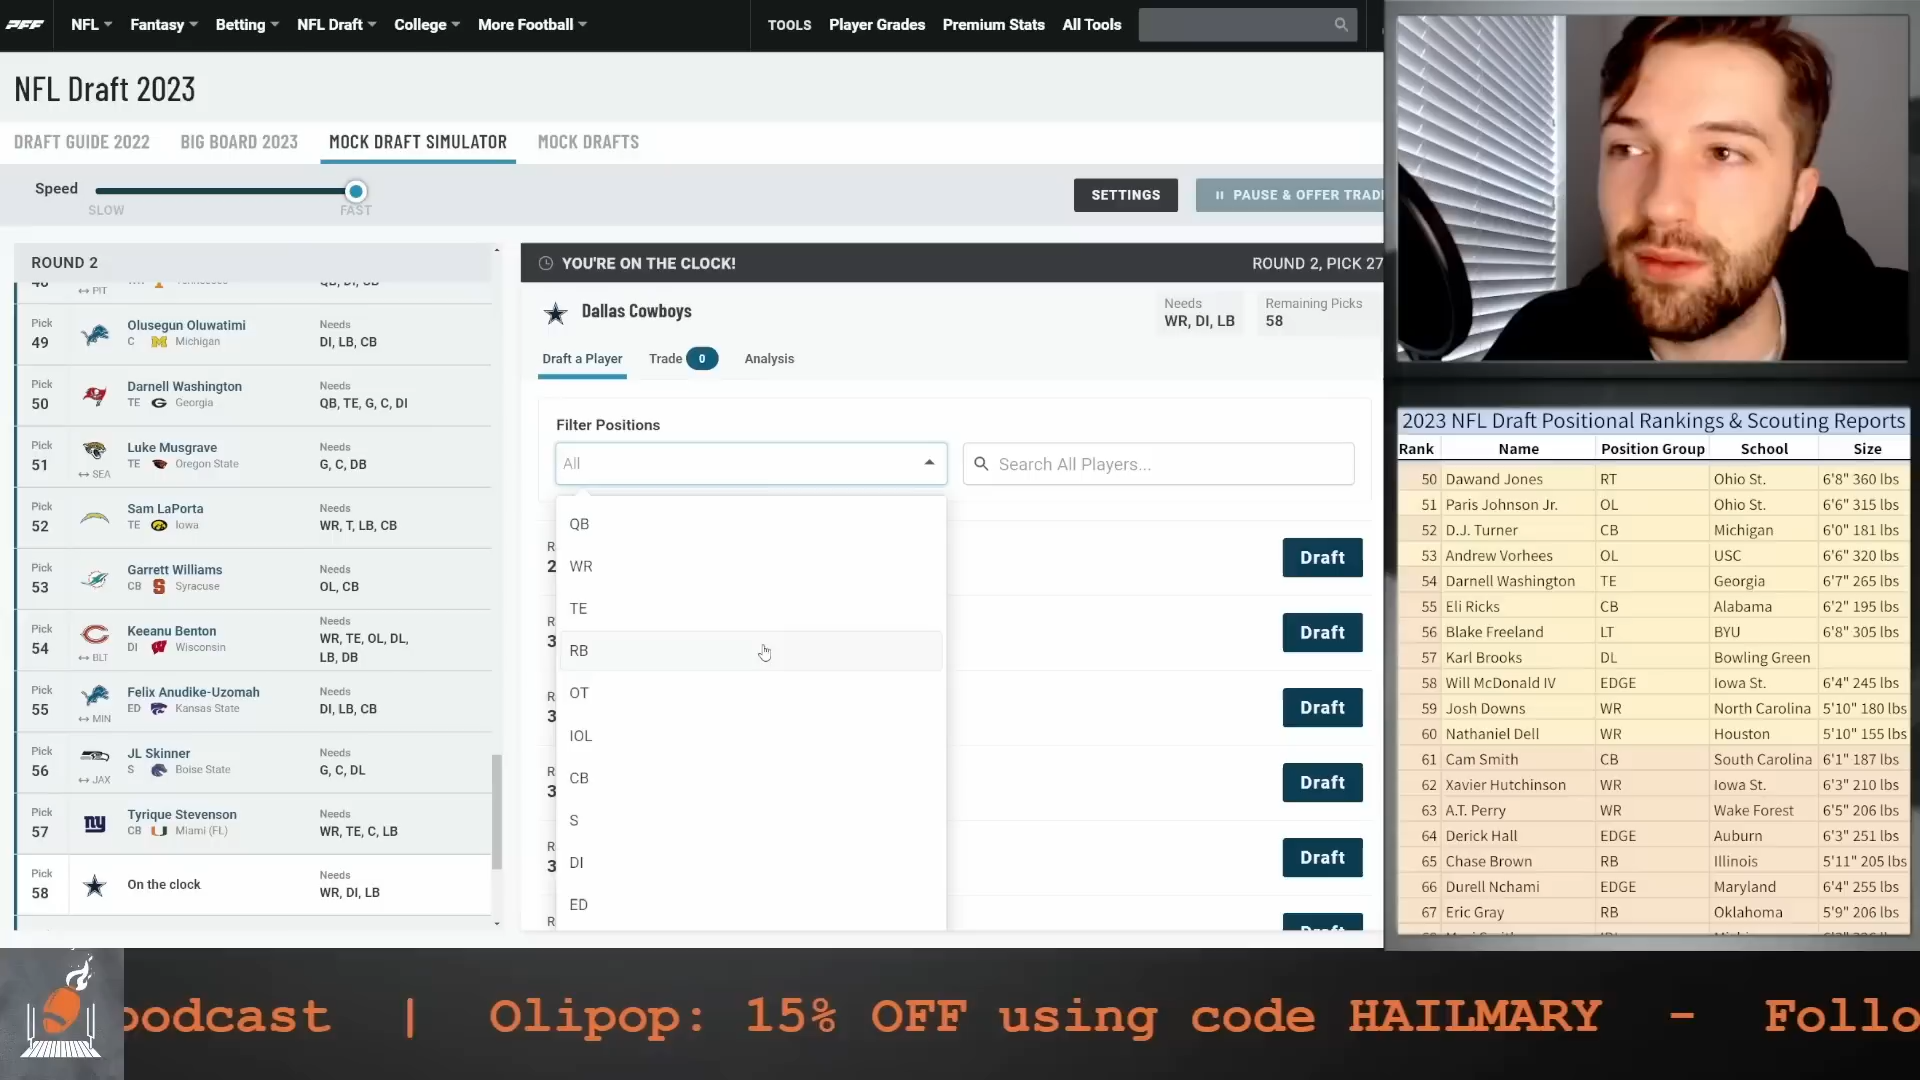 PFF
NFL
Fantasy
Betting
NFL Draft
College
More Football
TOOLS
Player Grades
Premium Stats
All Tools
NFL Draft 2023
DRAFT GUIDE 2022
BIG BOARD 2023
MOCK DRAFT SIMULATOR
MOCK DRAFTS
Speed
SLOW
FAST
SETTINGS
PAUSE & OFFER TRADE
ROUND 2
PIT
Pick
49
Olusegun Oluwatimi
C Michigan
Needs
DI, LB, CB
Pick
50
Darnell Washington
TE Georgia
Needs
QB, TE, G, C, DI
Pick
51
SEA
Luke Musgrave
TE Oregon State
Needs
G, C, DB
Pick
52
Sam LaPorta
TE Iowa
Needs
WR, T, LB, CB
Pick
53
Garrett Williams
CB Syracuse
Needs
OL, CB
Pick
54
BLT
Keeanu Benton
DI Wisconsin
Needs
WR, TE, OL, DL,
LB, DB
Pick
55
MIN
Felix Anudike-Uzomah
ED Kansas State
Needs
DI, LB, CB
Pick
56
JAX
JL Skinner
S Boise State
Needs
G, C, DL
Pick
57
ny
Tyrique Stevenson
CB Miami (FL)
Needs
WR, TE, C, LB
Pick
58
On the clock
Needs
WR, DI, LB
YOU'RE ON THE CLOCK!
ROUND 2, PICK 27
Dallas Cowboys
Needs
WR, DI, LB
Remaining Picks
58
Draft a Player
Trade 0
Analysis
Filter Positions
All
Search All Players...
QB
WR
TE
RB
OT
IOL
CB
S
DI
ED
Draft
Draft
Draft
Draft
Draft
Draft
2023 NFL Draft Positional Rankings & Scouting Reports
Rank Name Position Group School Size
50 Dawand Jones RT Ohio St. 6'8" 360 lbs
51 Paris Johnson Jr. OL Ohio St. 6'6" 315 lbs
52 D.J. Turner CB Michigan 6'0" 181 lbs
53 Andrew Vorhees OL USC 6'6" 320 lbs
54 Darnell Washington TE Georgia 6'7" 265 lbs
55 Eli Ricks CB Alabama 6'2" 195 lbs
56 Blake Freeland LT BYU 6'8" 305 lbs
57 Karl Brooks DL Bowling Green
58 Will McDonald IV EDGE Iowa St. 6'4" 245 lbs
59 Josh Downs WR North Carolina 5'10" 180 lbs
60 Nathaniel Dell WR Houston 5'10" 155 lbs
61 Cam Smith CB South Carolina 6'1" 187 lbs
62 Xavier Hutchinson WR Iowa St. 6'3" 210 lbs
63 A.T. Perry WR Wake Forest 6'5" 206 lbs
64 Derick Hall EDGE Auburn 6'3" 251 lbs
65 Chase Brown RB Illinois 5'11" 205 lbs
66 Durell Nchami EDGE Maryland 6'4" 255 lbs
67 Eric Gray RB Oklahoma 5'9" 206 lbs
podcast | Olipop: 15% OFF using code HAILMARY - Follo